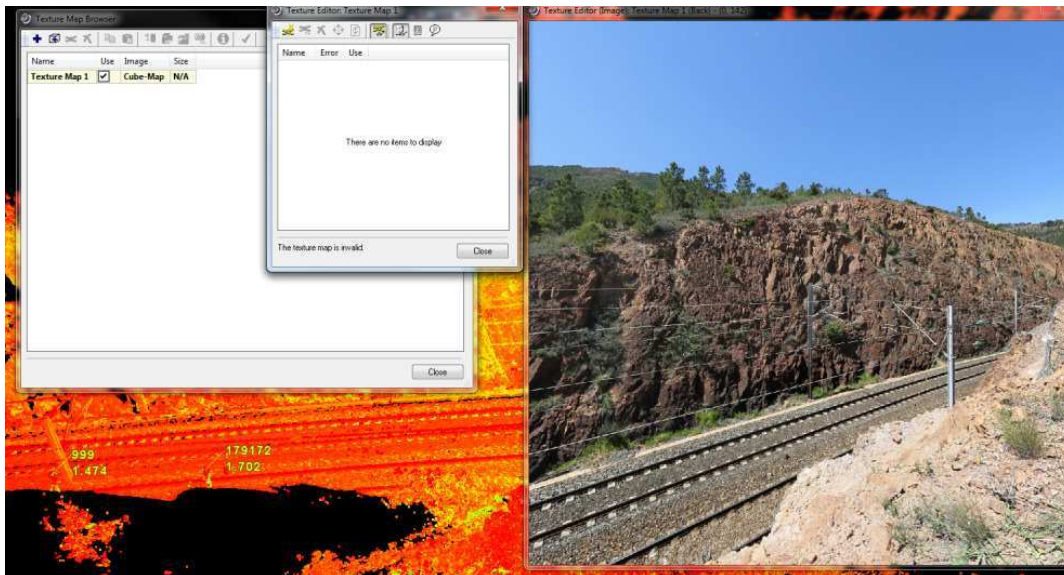 Texture Map Browser
Name Use Image Size
Texture Map 1 Cube-Map N/A
Close
Texture Editor: Texture Map 1
Name Error Use
There are no items to display
The texture map is invalid.
Close
Texture Editor (Image): Texture Map 1 (Back) - (0, 142)
999
1.474
179172
1.702